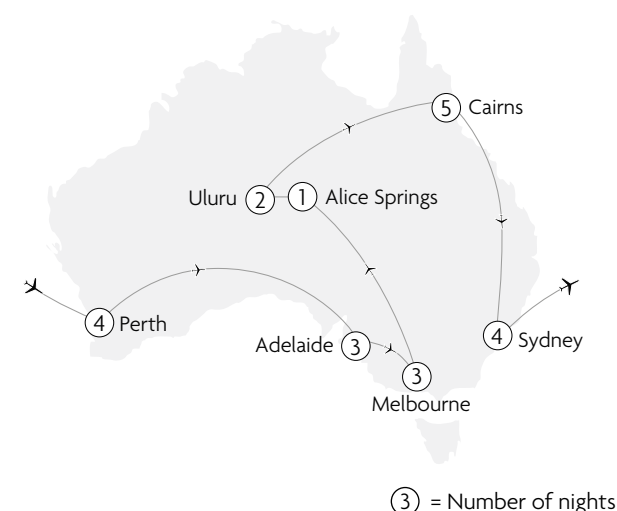 5 Cairns
Uluru 2 1 Alice Springs
4 Perth
Adelaide 3
4 Sydney
3
Melbourne
3 = Number of nights